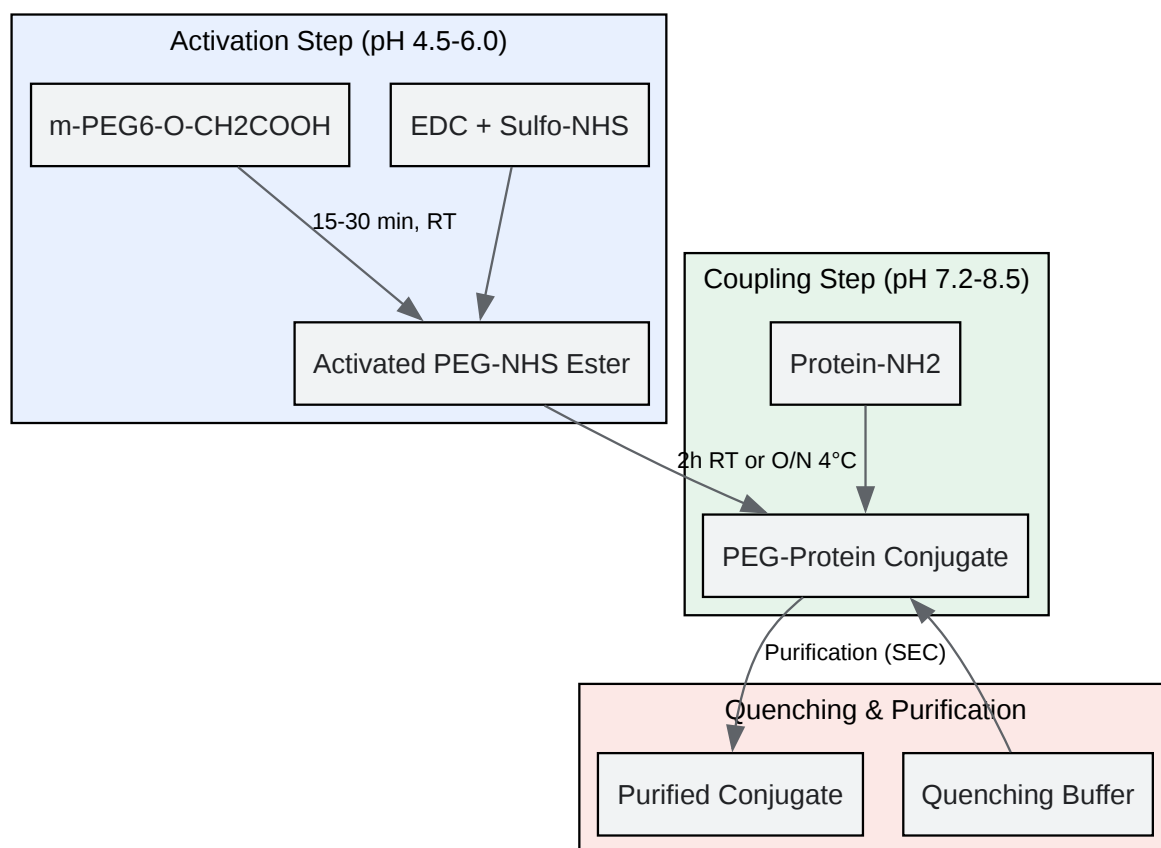 Activation Step (pH 4.5-6.0)
m-PEG6-O-CH2COOH
EDC + Sulfo-NHS
15-30 min, RT
Activated PEG-NHS Ester
Coupling Step (pH 7.2-8.5)
Protein-NH2
2h RT or O/N 4°C
PEG-Protein Conjugate
Purification (SEC)
Quenching & Purification
Purified Conjugate
Quenching Buffer